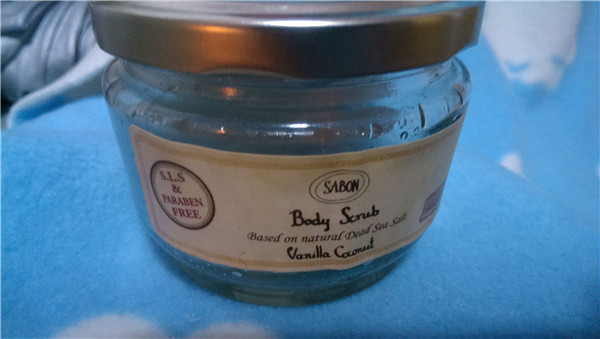 S.L.S
&
PARABEN
FREE
SABON
Body Scrub
Based on natural Dead Sea Salt
Vanilla Coconut